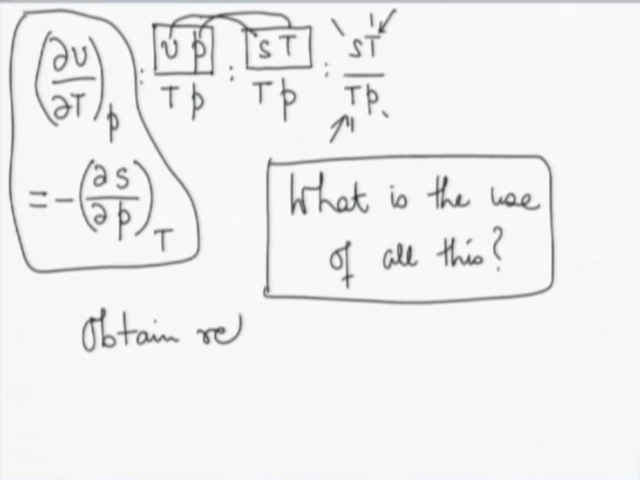 (∂v/∂T)p : v p / T p : s T / T p : s T / T p
= -(∂s/∂p)T
What is the use
of all this?
Obtain re